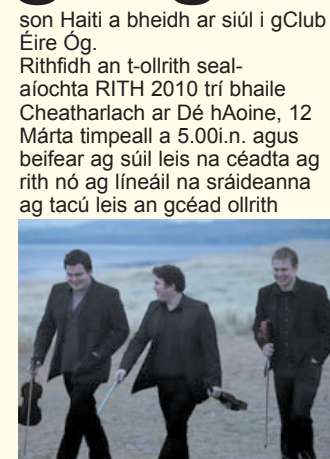 son Haiti a bheidh ar siúl i gClub
Éire Óg.
Rithfidh an t-ollrith seal-
aíochta RITH 2010 trí bhaile
Cheatharlach ar Dé hAoine, 12
Márta timpeall a 5.00i.n. agus
beifear ag súil leis na céadta ag
rith nó ag líneáil na sráideanna
ag tacú leis an gcéad ollrith